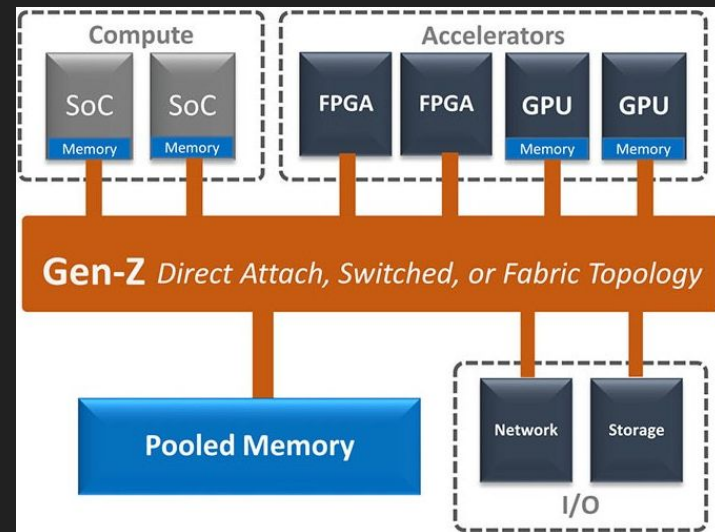 Compute
SoC
Memory
SoC
Memory
Accelerators
FPGA
FPGA
GPU
Memory
GPU
Memory
Gen-Z Direct Attach, Switched, or Fabric Topology
Pooled Memory
Network
Storage
I/O